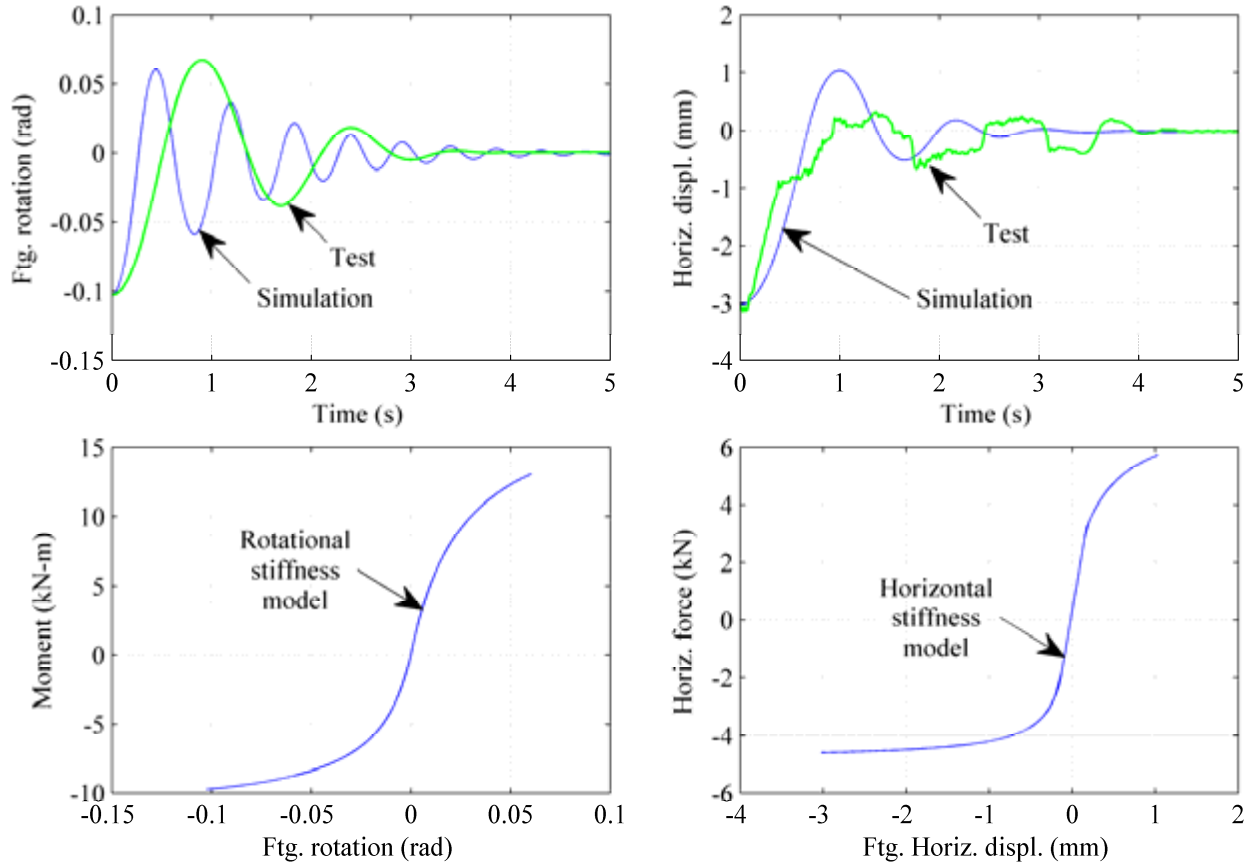 0.1
0.05
0
-0.05
-0.1
-0.15
Ftg. rotation (rad)
Test
Simulation
0 1 2 3 4 5
Time (s)
2
1
0
-1
-2
-3
-4
Horiz. displ. (mm)
Test
Simulation
0 1 2 3 4 5
Time (s)
15
10
5
0
-5
-10
Moment (kN-m)
Rotational
stiffness
model
-0.15 -0.1 -0.05 0 0.05 0.1
Ftg. rotation (rad)
6
4
2
0
-2
-4
-6
Horiz. force (kN)
Horizontal
stiffness
model
-4 -3 -2 -1 0 1 2
Ftg. Horiz. displ. (mm)